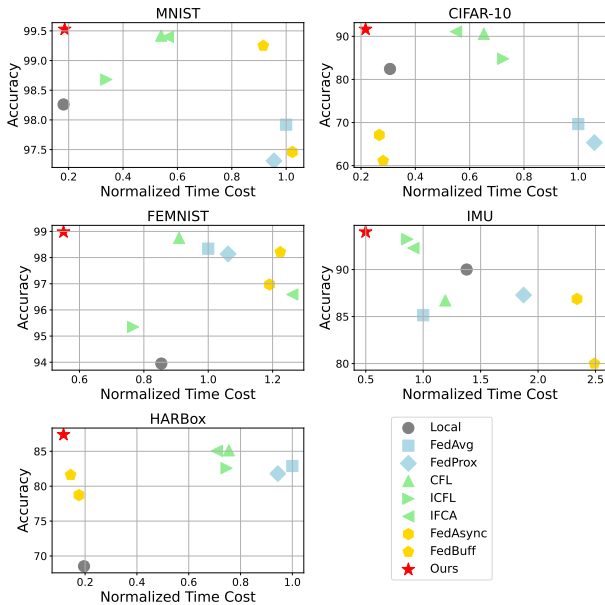 MNIST
Accuracy
99.5
99.0
98.5
98.0
97.5
0.2 0.4 0.6 0.8 1.0
Normalized Time Cost
CIFAR-10
Accuracy
90
80
70
60
0.2 0.4 0.6 0.8 1.0
Normalized Time Cost
FEMNIST
Accuracy
99
98
97
96
95
94
0.6 0.8 1.0 1.2
Normalized Time Cost
IMU
Accuracy
90
85
80
0.5 1.0 1.5 2.0 2.5
Normalized Time Cost
HARBox
Accuracy
85
80
75
70
0.2 0.4 0.6 0.8 1.0
Normalized Time Cost
Local
FedAvg
FedProx
CFL
ICFL
IFCA
FedAsync
FedBuff
Ours